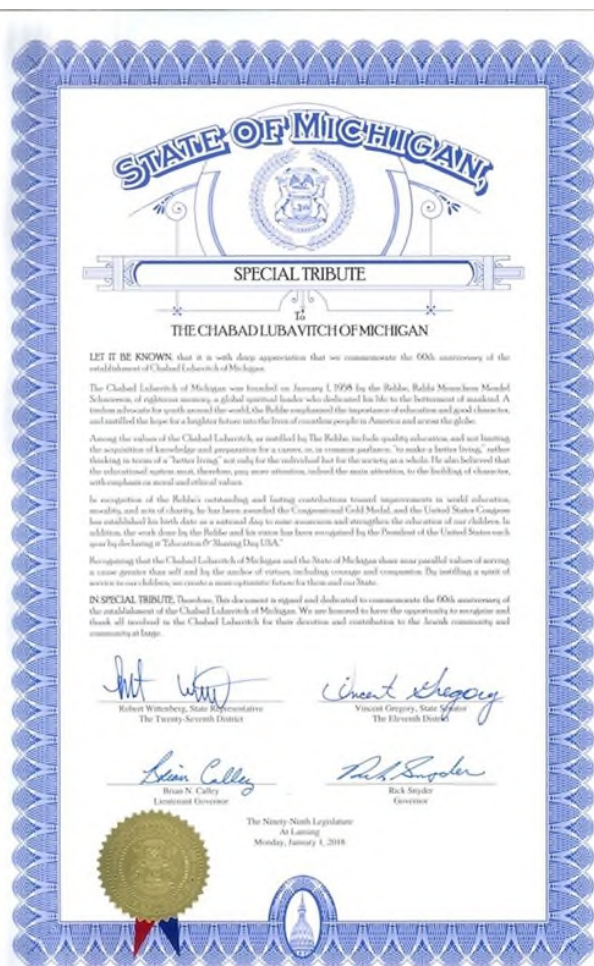 STATE OF MICHIGAN
SPECIAL TRIBUTE
To
THE CHABAD LUBAVITCH OF MICHIGAN
LET IT BE KNOWN, that it is with deep appreciation that we commemorate the 60th anniversary of the
establishment of Chabad Lubavitch of Michigan.
The Chabad Lubavitch of Michigan was founded on January 1, 1958 by the Rebbe, Rabbi Menachem Mendel
Schneerson, of righteous memory, a global spiritual leader who dedicated his life to the betterment of mankind. A
tireless advocate for youth around the world, the Rebbe emphasized the importance of education and good character,
and instilled the hope for a brighter future into the lives of countless people in America and across the globe.
Among the values of the Chabad Lubavitch, as instilled by The Rebbe, include quality education, and not limiting
the acquisition of knowledge and preparation for a career, or, in common parlance, "to make a better living," rather
thinking in terms of a "better living," not only for the individual but for the society as a whole. He also believed that
the educational system must, therefore, pay more attention, indeed the main attention, to the building of character,
with emphasis on moral and ethical values.
In recognition of the Rebbe's outstanding and lasting contributions toward improvements in world education,
morality, and acts of charity, he has been awarded the Congressional Gold Medal, and the United States Congress
has established his birth date as a national day to raise awareness and strengthen the education of our children. In
addition, the work done by the Rebbe and his vision has been recognized by the President of the United States each
year by declaring it "Education & Sharing Day, USA."
Recognizing that the Chabad Lubavitch of Michigan and the State of Michigan share near parallel values of serving
a cause greater than self and by the anchor of virtues, including courage and compassion. By instilling a spirit of
service in our children, we create a more optimistic future for them and our State.
IN SPECIAL TRIBUTE, Therefore, This document is signed and dedicated to commemorate the 60th anniversary of
the establishment of the Chabad Lubavitch of Michigan. We are honored to have the opportunity to recognize and
thank all involved in the Chabad Lubavitch for their devotion and contribution to the Jewish community and
community at large.
Vincent Gregory
Robert Wittenberg, State Representative
The Twenty-Seventh District
Vincent Gregory, State Senator
The Eleventh District
Brian Calley
Rick Snyder
Brian N. Calley
Lieutenant Governor
Rick Snyder
Governor
The Ninety-Ninth Legislature
At Lansing
Monday, January 1, 2018